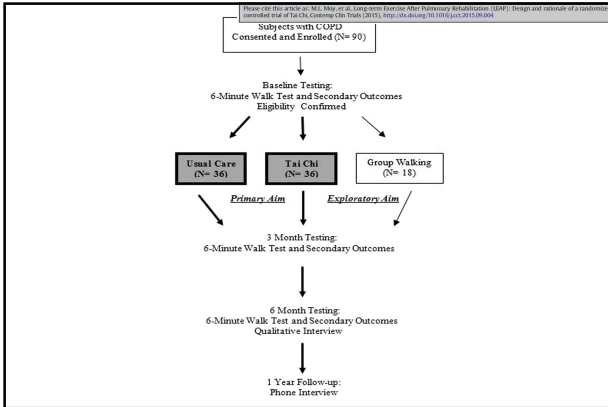 Please cite this article as: M.L. Moy, et al., Long-term Exercise After Pulmonary Rehabilitation (LEAP): Design and rationale of a randomize
controlled trial of Tai Chi, Contemp Clin Trials (2015), http://dx.doi.org/10.1016/j.cct.2015.09.004
Subjects with COPD
Consented and Enrolled (N= 90)
Baseline Testing:
6-Minute Walk Test and Secondary Outcomes
Eligibility Confirmed
Usual Care
(N= 36)
Tai Chi
(N= 36)
Group Walking
(N= 18)
Primary Aim
Exploratory Aim
3 Month Testing:
6-Minute Walk Test and Secondary Outcomes
6 Month Testing:
6-Minute Walk Test and Secondary Outcomes
Qualitative Interview
1 Year Follow-up:
Phone Interview